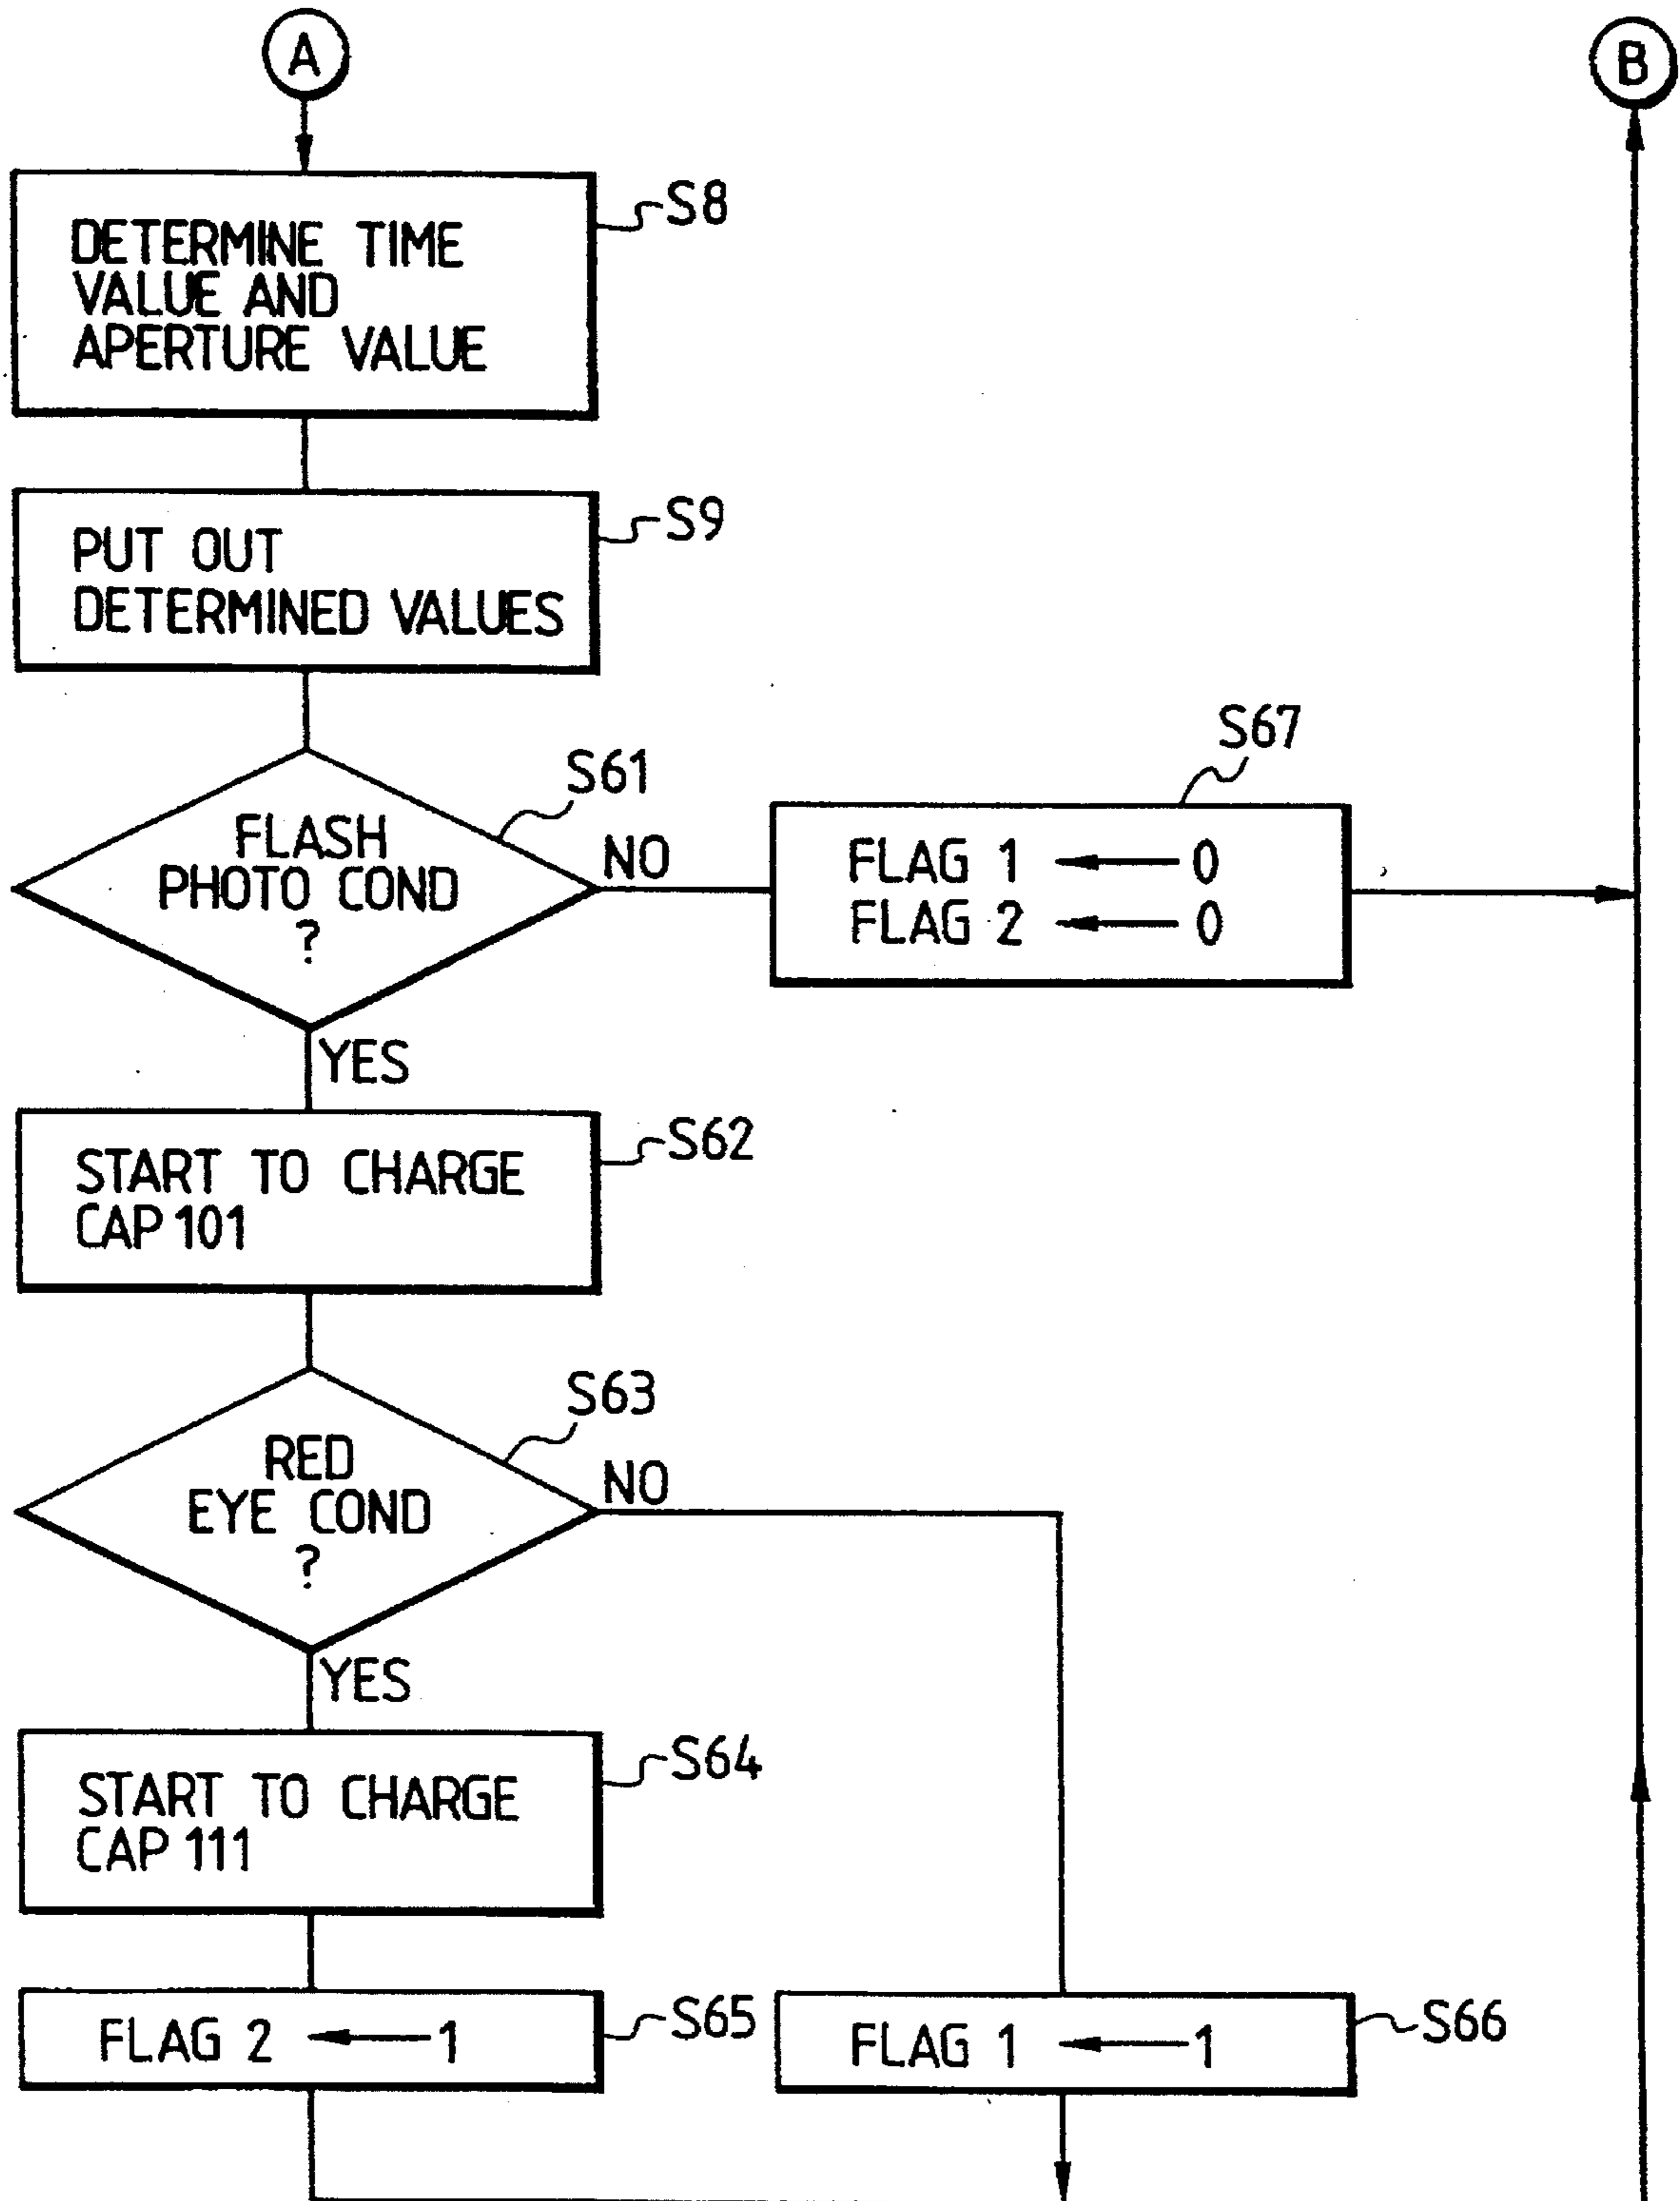 A
B
S8
DETERMINE TIME
VALUE AND
APERTURE VALUE
S9
PUT OUT
DETERMINED VALUES
S61
FLASH
PHOTO COND
?
NO
YES
S67
FLAG 1 ← 0
FLAG 2 ← 0
S62
START TO CHARGE
CAP 101
S63
RED
EYE COND
?
NO
YES
S64
START TO CHARGE
CAP 111
S65
FLAG 2 ← 1
S66
FLAG 1 ← 1